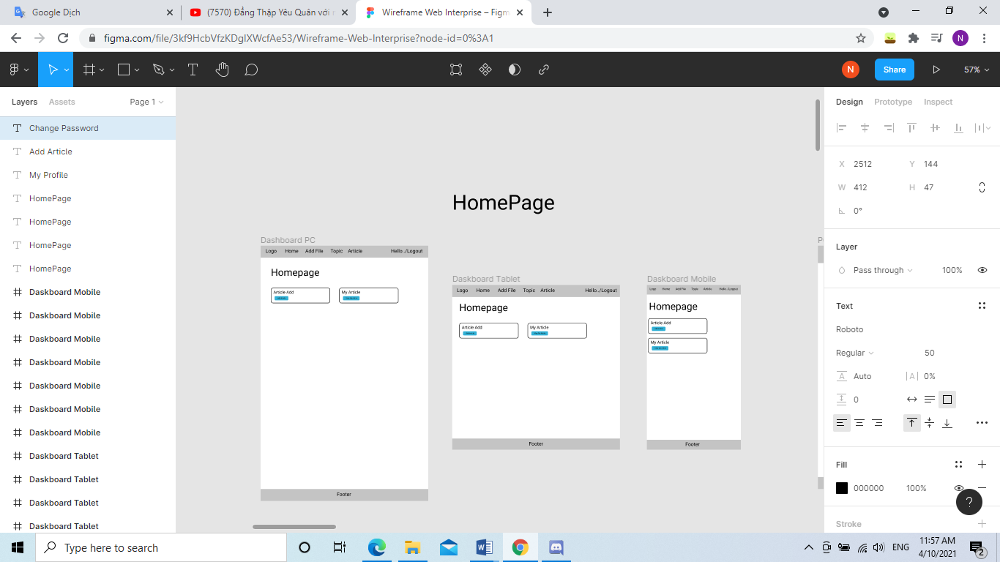 Google Dịch
(7570) Đẳng Thập Yêu Quân với r
Wireframe Web Interprise – Figm
figma.com/file/3kf9HcbVfzKDglXWcfAe53/Wireframe-Web-Interprise?node-id=0%3A1
N
N
Share
57%
Layers
Assets
Page 1
Design
Prototype
Inspect
Change Password
Add Article
My Profile
HomePage
HomePage
HomePage
HomePage
Daskboard Mobile
Daskboard Mobile
Daskboard Mobile
Daskboard Mobile
Daskboard Mobile
Daskboard Mobile
Daskboard Mobile
Daskboard Tablet
Daskboard Tablet
Daskboard Tablet
Daskboard Tablet
HomePage
Dashboard PC
Logo Home Add File Topic Article Hello../Logout
Homepage
Article Add
My Article
Footer
Daskboard Tablet
Logo Home Add File Topic Article Hello../Logout
Homepage
Article Add
My Article
Footer
Daskboard Mobile
Logo Home Add File Topic Article Hello../Logout
Homepage
Article Add
My Article
Footer
P
X 2512 Y 144
W 412 H 47
0°
Layer
Pass through 100%
Text
Roboto
Regular 50
A Auto |A| 0%
0
Fill
000000 100%
?
Stroke
Type here to search
ENG
11:57 AM
4/10/2021
2